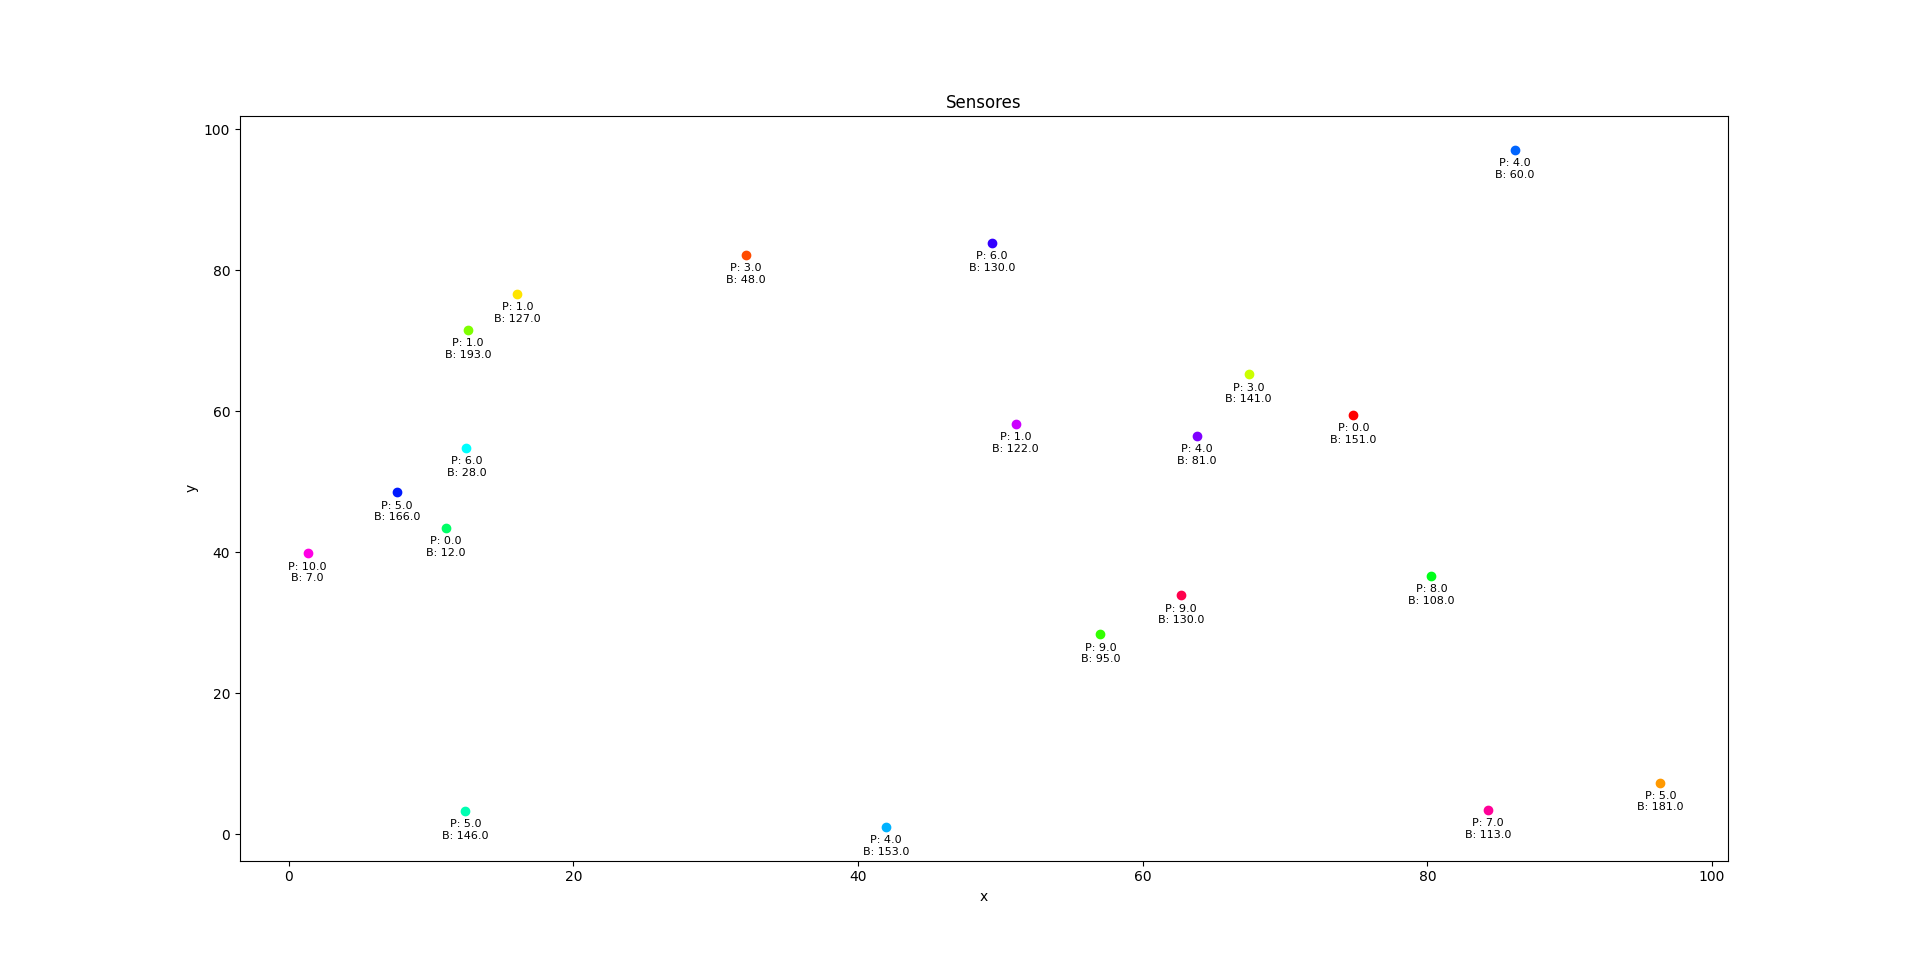 Sensores
100
80
60
40
20
0
y
P: 4.0
B: 60.0
P: 6.0
B: 130.0
P: 3.0
B: 48.0
P: 1.0
B: 127.0
P: 1.0
B: 193.0
P: 3.0
B: 141.0
P: 0.0
B: 151.0
P: 1.0
B: 122.0
P: 4.0
B: 81.0
P: 6.0
B: 28.0
P: 5.0
B: 166.0
P: 0.0
B: 12.0
P: 10.0
B: 7.0
P: 8.0
B: 108.0
P: 9.0
B: 130.0
P: 9.0
B: 95.0
P: 5.0
B: 181.0
P: 7.0
B: 113.0
P: 5.0
B: 146.0
P: 4.0
B: 153.0
0 20 40 60 80 100
x